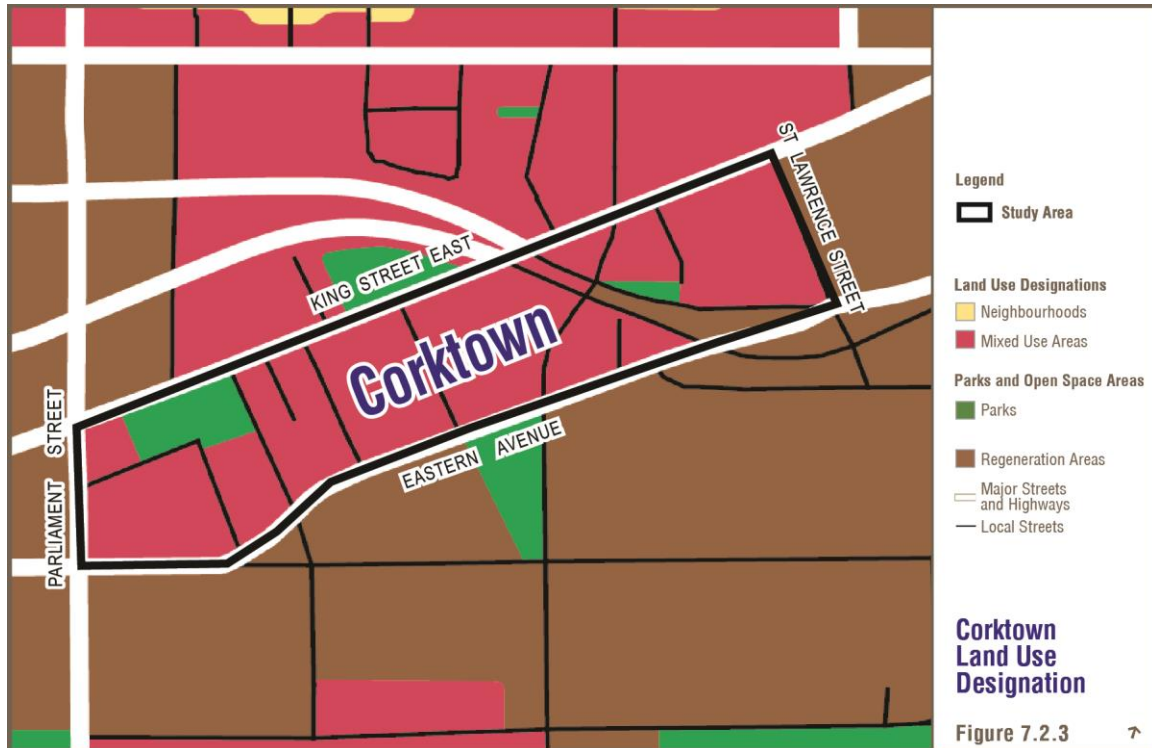 KING STREET EAST
ST LAWRENCE STREET
Corktown
PARLIAMENT STREET
EASTERN AVENUE
Legend
Study Area
Land Use Designations
Neighbourhoods
Mixed Use Areas
Parks and Open Space Areas
Parks
Regeneration Areas
Major Streets
and Highways
Local Streets
Corktown
Land Use
Designation
Figure 7.2.3